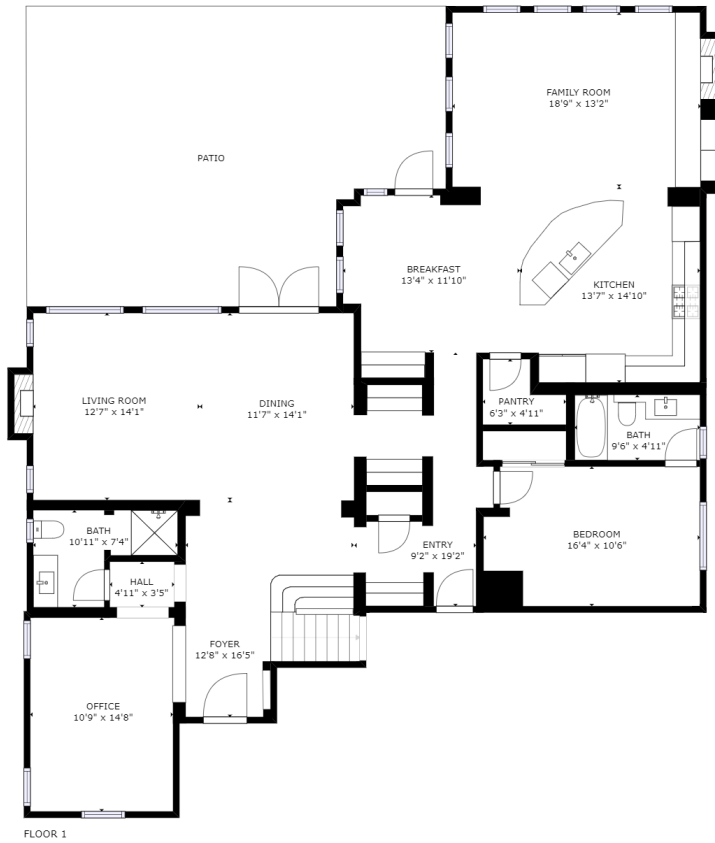 FAMILY ROOM
18'9" x 13'2"
PATIO
BREAKFAST
13'4" x 11'10"
KITCHEN
13'7" x 14'10"
LIVING ROOM
12'7" x 14'1"
DINING
11'7" x 14'1"
PANTRY
6'3" x 4'11"
BATH
9'6" x 4'11"
BATH
10'11" x 7'4"
ENTRY
9'2" x 19'2"
BEDROOM
16'4" x 10'6"
HALL
4'11" x 3'5"
FOYER
12'8" x 16'5"
OFFICE
10'9" x 14'8"
FLOOR 1